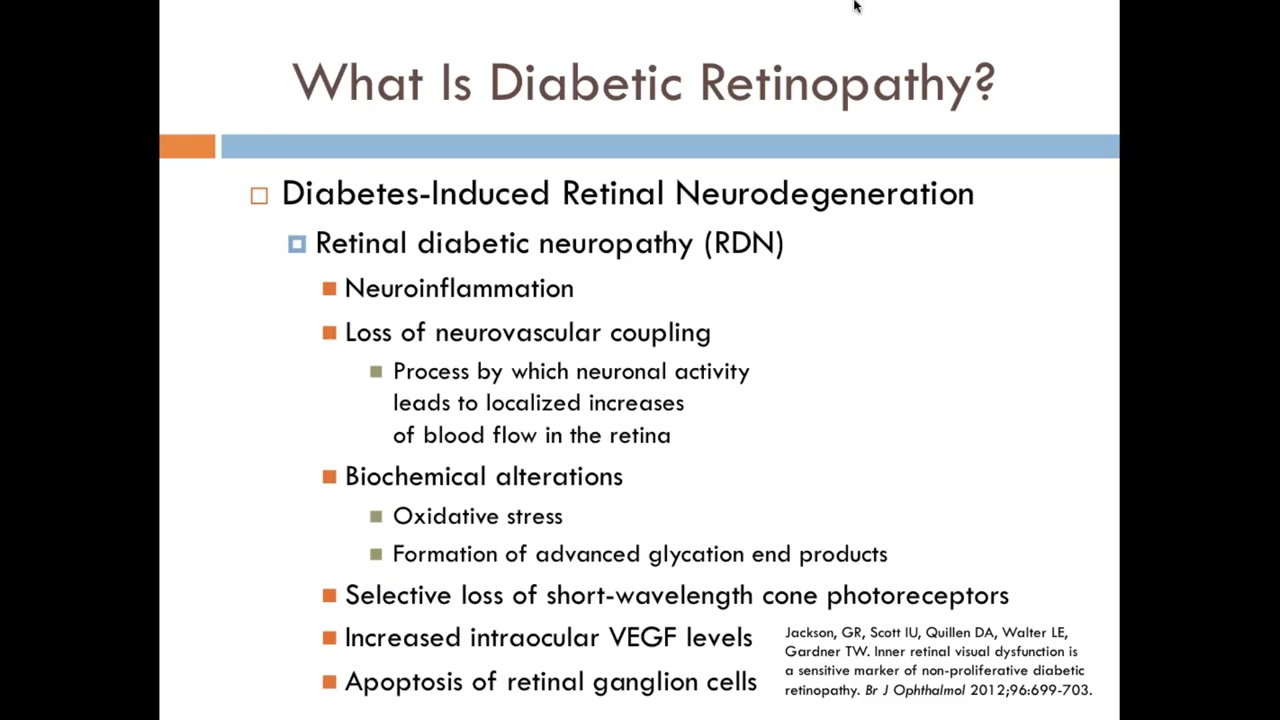 What Is Diabetic Retinopathy?
Diabetes-Induced Retinal Neurodegeneration
Retinal diabetic neuropathy (RDN)
Neuroinflammation
Loss of neurovascular coupling
Process by which neuronal activity
leads to localized increases
of blood flow in the retina
Biochemical alterations
Oxidative stress
Formation of advanced glycation end products
Selective loss of short-wavelength cone photoreceptors
Increased intraocular VEGF levels
Apoptosis of retinal ganglion cells
Jackson, GR, Scott IU, Quillen DA, Walter LE,
Gardner TW. Inner retinal visual dysfunction is
a sensitive marker of non-proliferative diabetic
retinopathy. Br J Ophthalmol 2012;96:699-703.